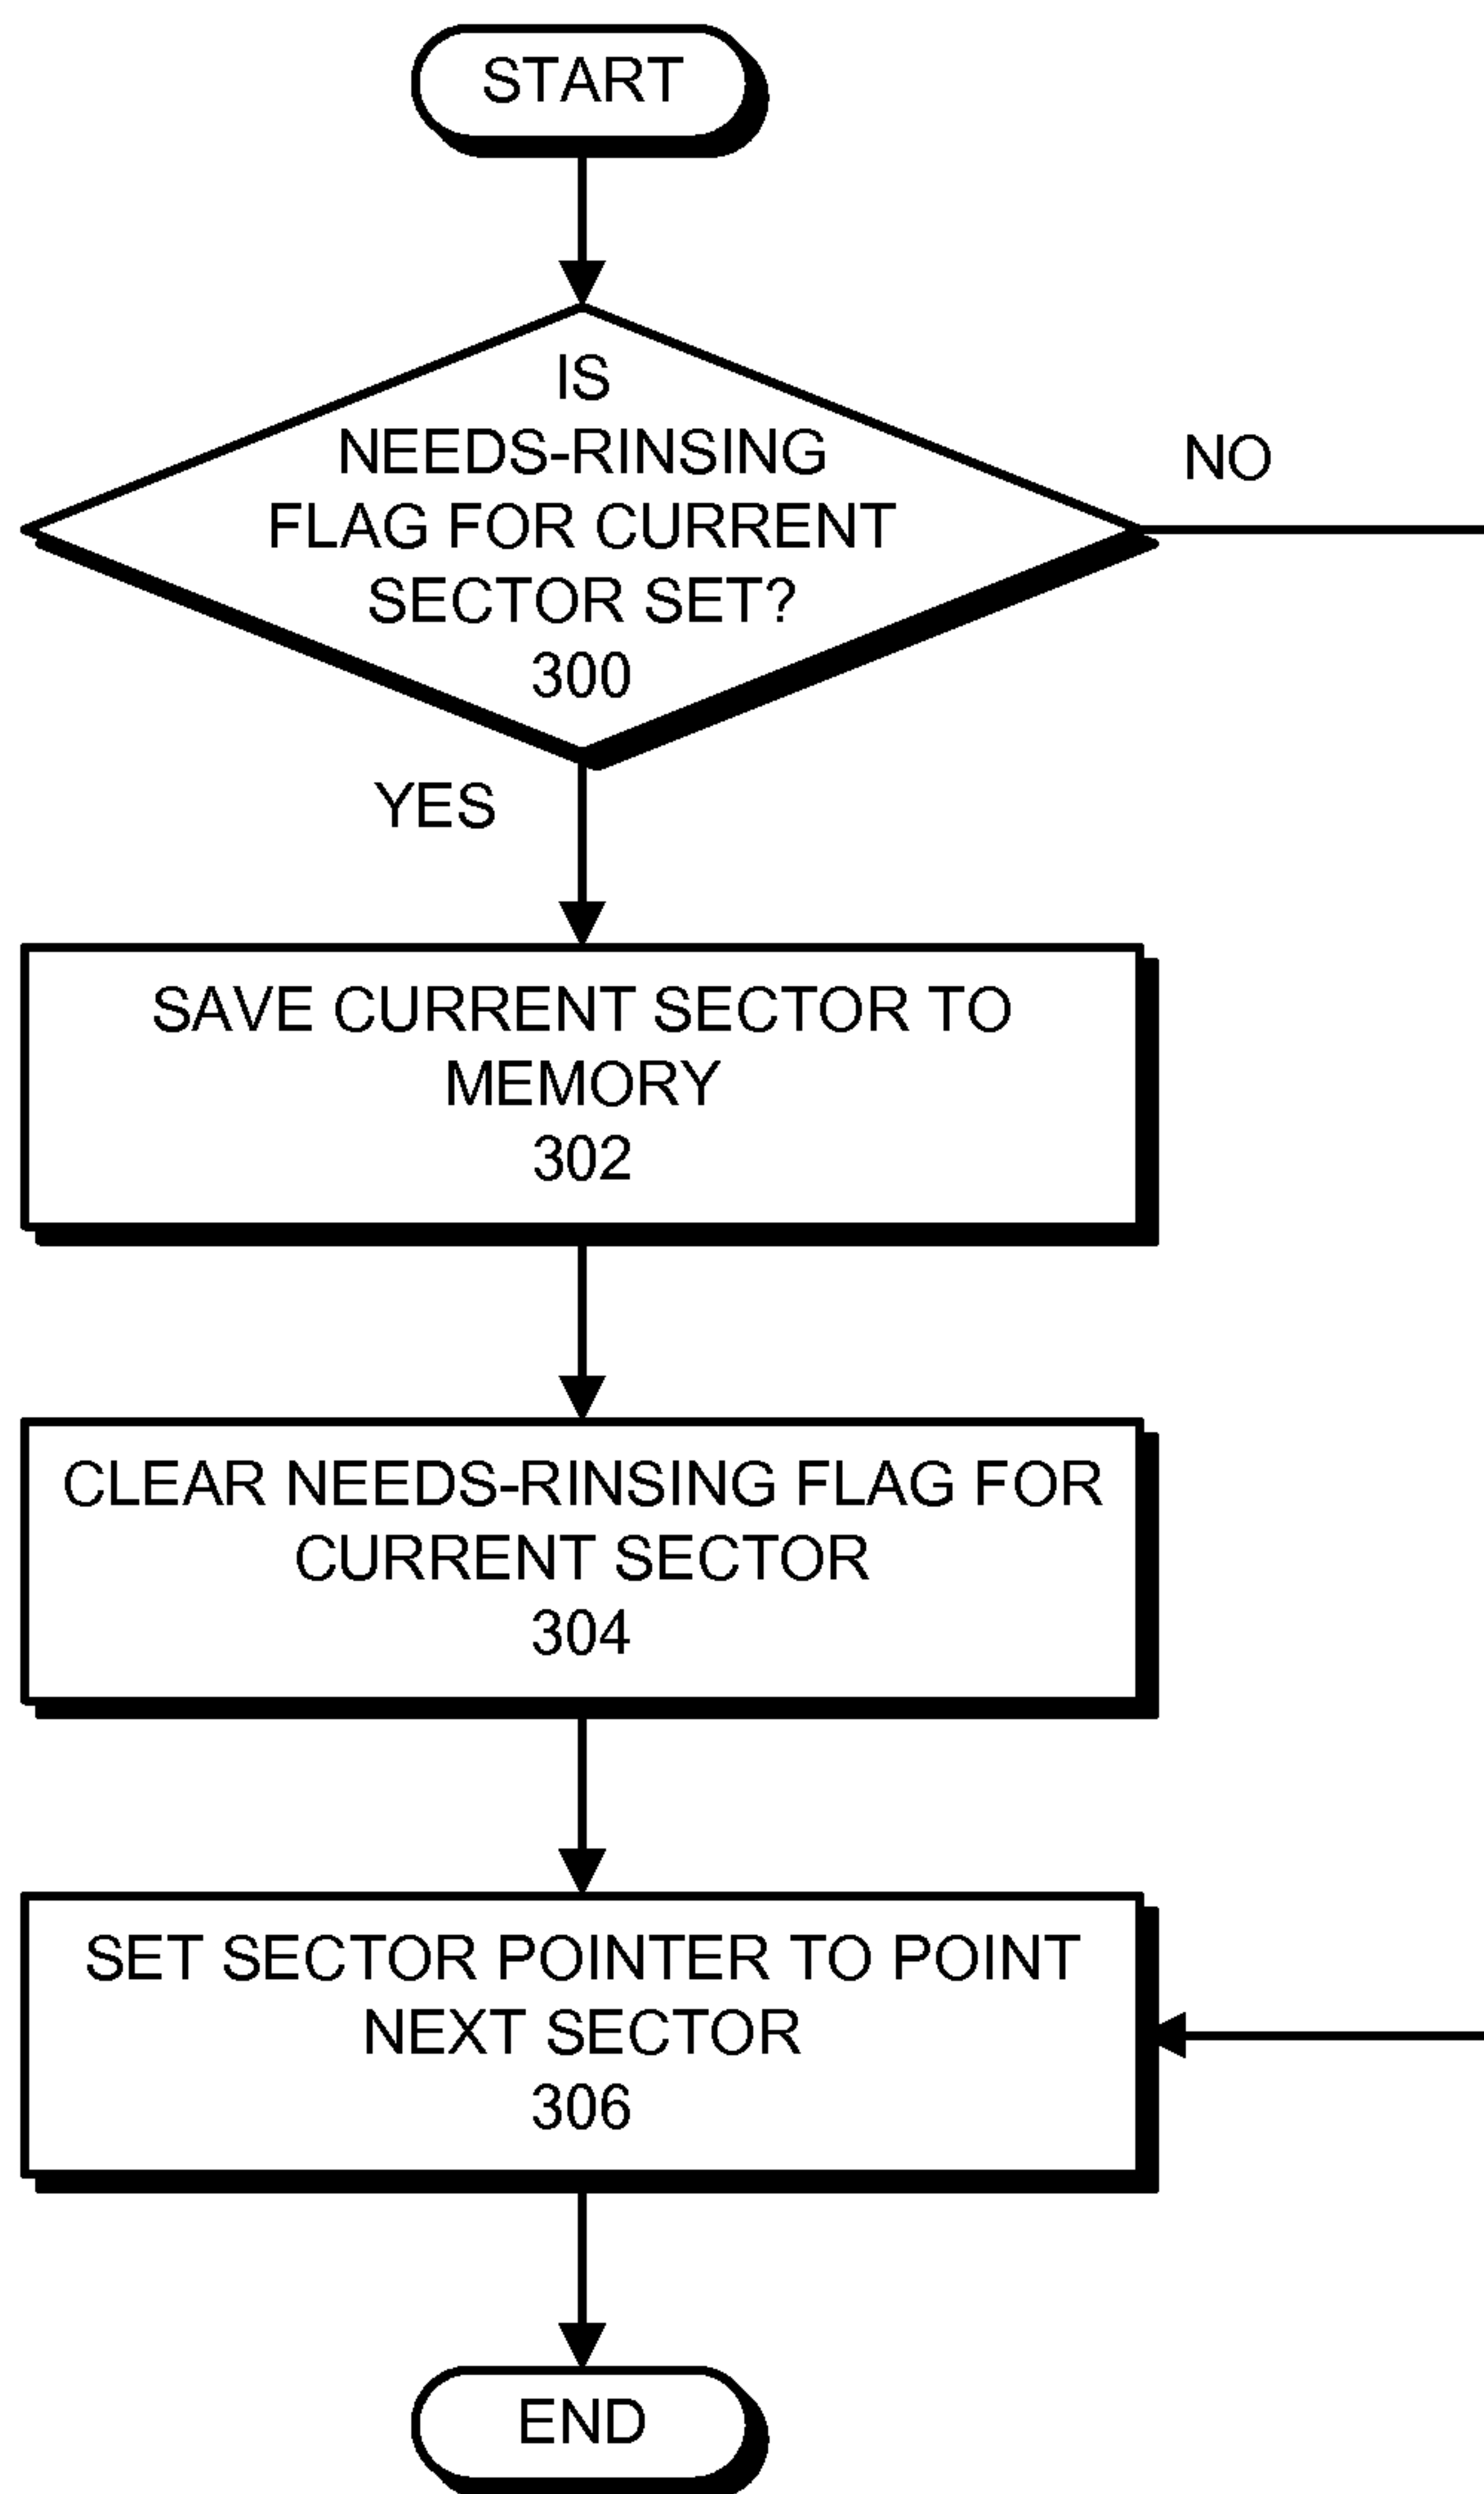 START
IS
NEEDS-RINSING
FLAG FOR CURRENT
SECTOR SET?
300
NO
YES
SAVE CURRENT SECTOR TO
MEMORY
302
CLEAR NEEDS-RINSING FLAG FOR
CURRENT SECTOR
304
SET SECTOR POINTER TO POINT
NEXT SECTOR
306
END